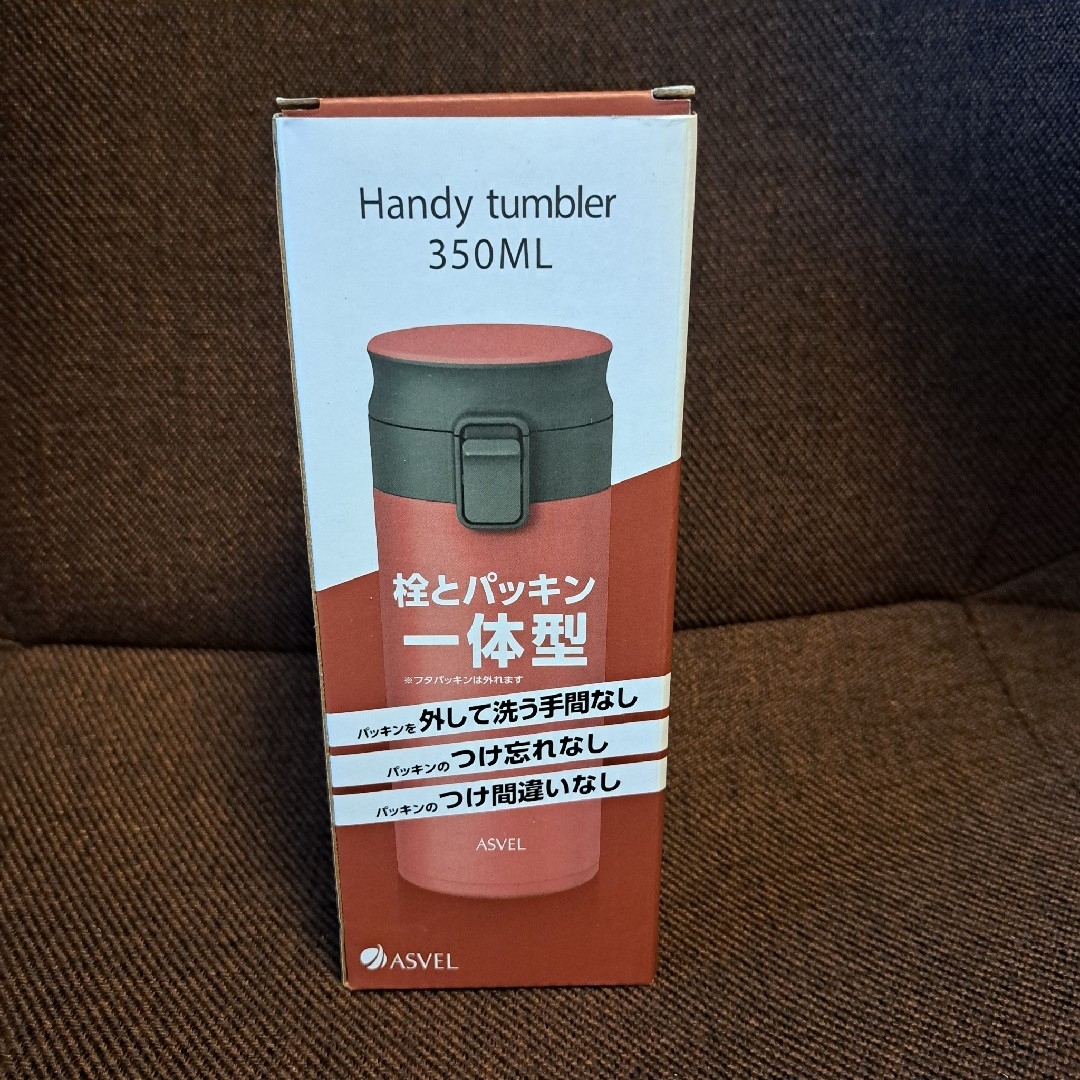 Handy tumbler
350ML
栓とパッキン
一体型
※フタパッキンは外れます
パッキンを外して洗う手間なし
パッキンのつけ忘れなし
パッキンのつけ間違いなし
ASVEL
ASVEL